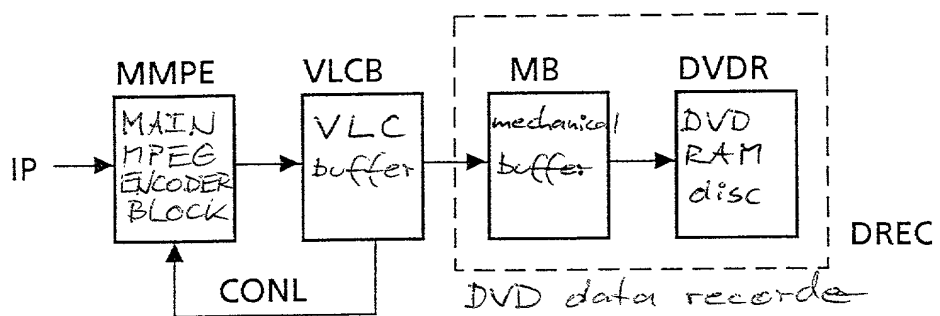 MMPE
VLCB
MB
DVDR
IP
MAIN
MPEG
ENCODER
BLOCK
VLC
buffer
mechanical
buffer
DVD
RAM
disc
DREC
CONL
DVD data recorde